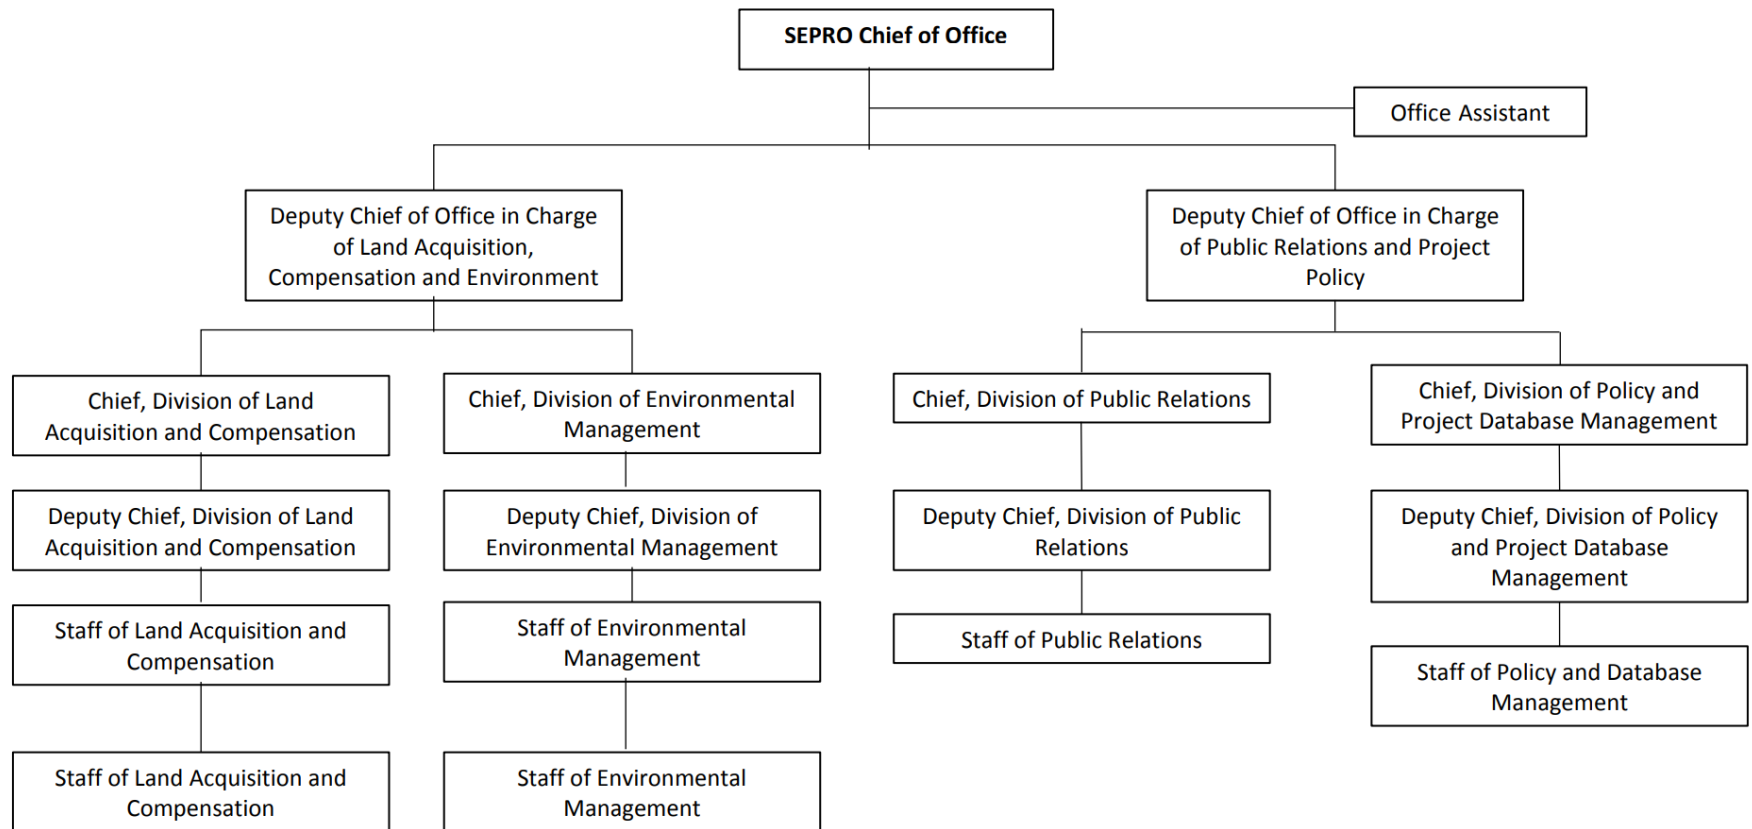 SEPRO Chief of Office
Office Assistant
Deputy Chief of Office in Charge
of Land Acquisition,
Compensation and Environment
Deputy Chief of Office in Charge
of Public Relations and Project
Policy
Chief, Division of Land
Acquisition and Compensation
Chief, Division of Environmental
Management
Chief, Division of Public Relations
Chief, Division of Policy and
Project Database Management
Deputy Chief, Division of Land
Acquisition and Compensation
Deputy Chief, Division of
Environmental Management
Deputy Chief, Division of Public
Relations
Deputy Chief, Division of Policy
and Project Database
Management
Staff of Land Acquisition and
Compensation
Staff of Environmental
Management
Staff of Public Relations
Staff of Policy and Database
Management
Staff of Land Acquisition and
Compensation
Staff of Environmental
Management